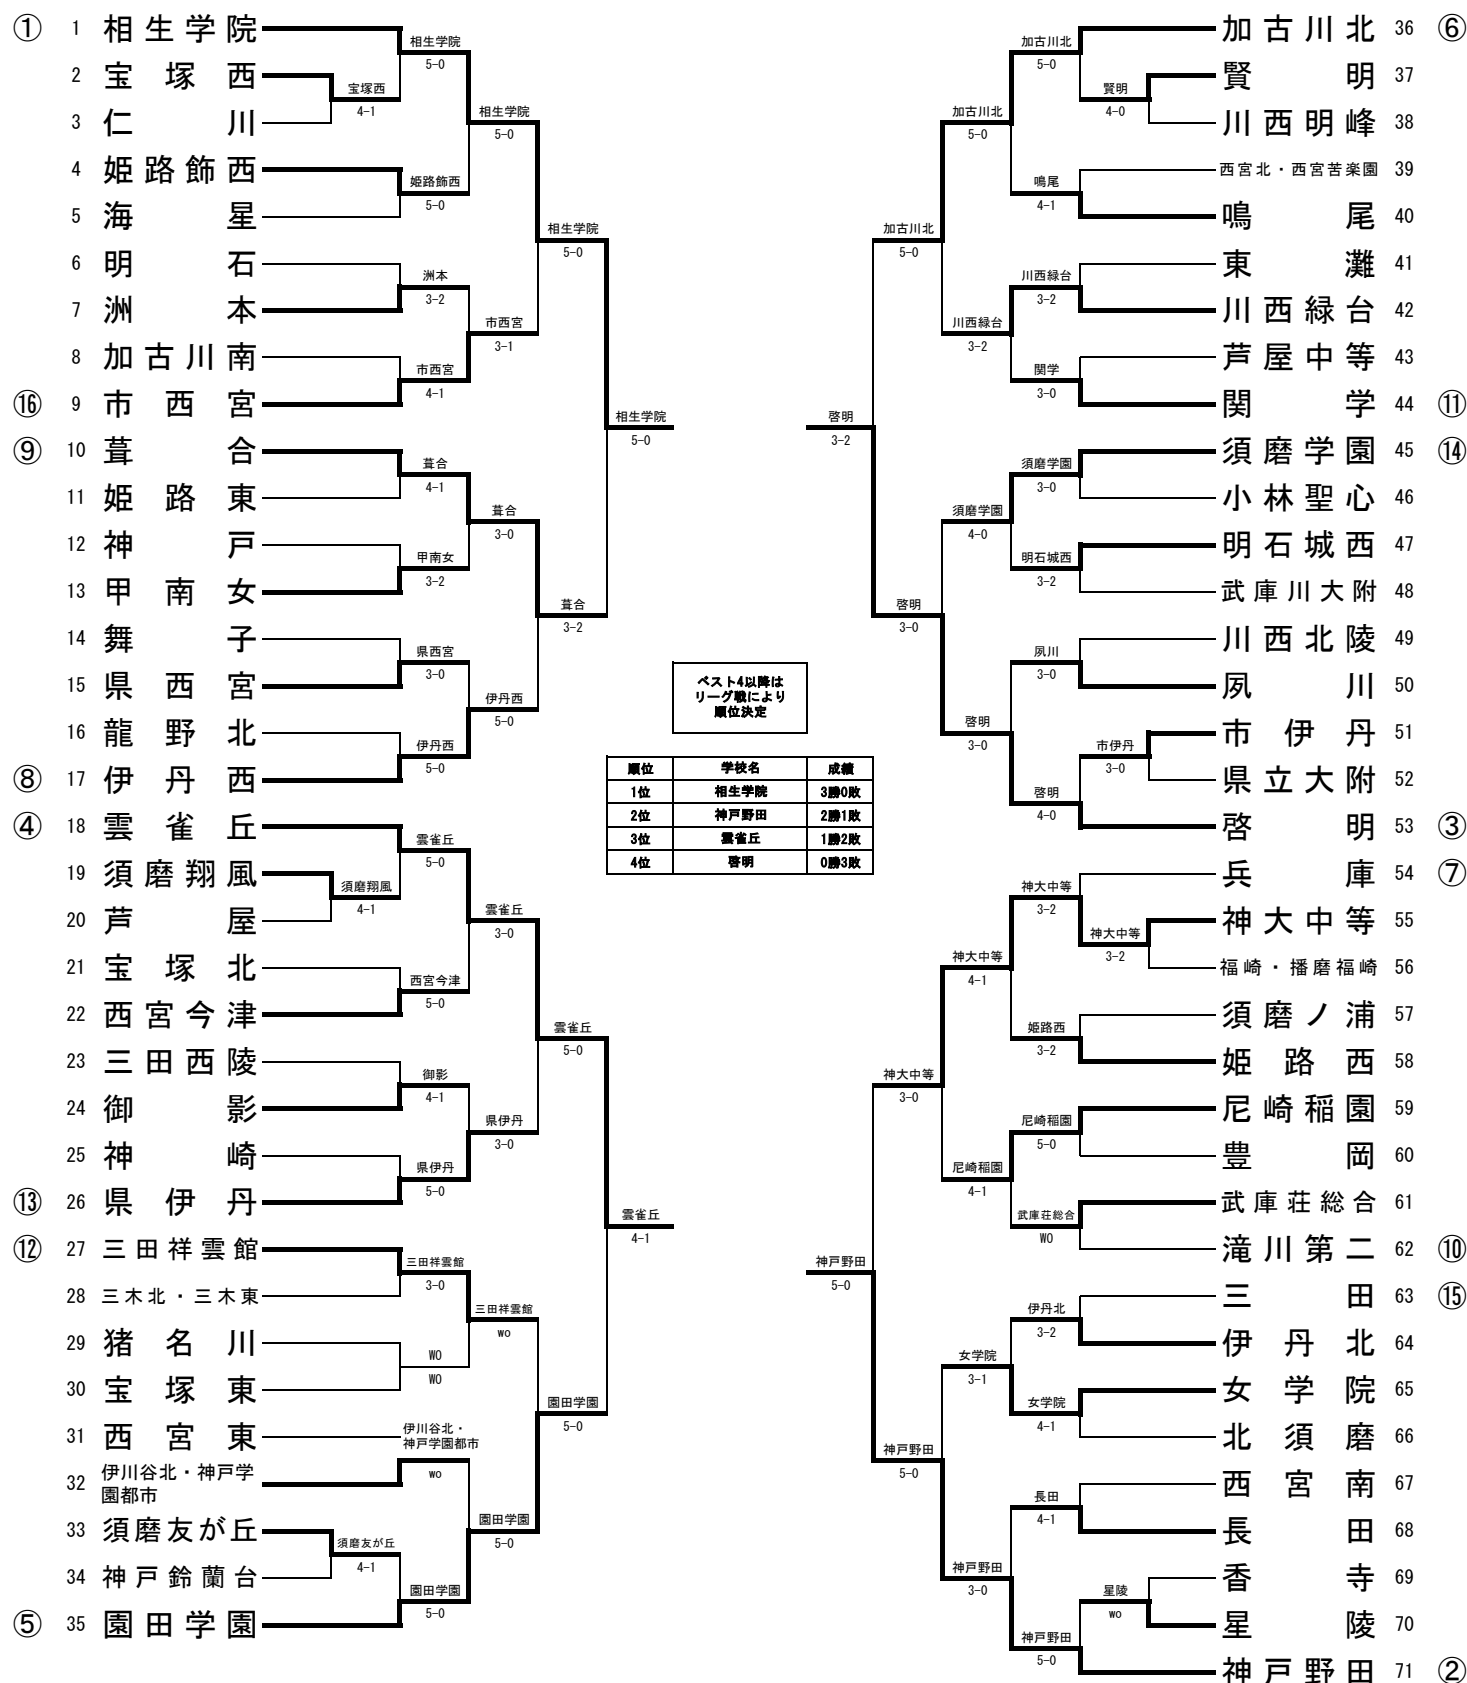 ① 1 相生学院
2 宝塚西
3 仁川
4 姫路飾西
5 海星
6 明石
7 洲本
8 加古川南
⑯ 9 市西宮
⑨ 10 葺合
11 姫路東
12 神戸
13 甲南女
14 舞子
15 県西宮
16 龍野北
⑧ 17 伊丹西
④ 18 雲雀丘
19 須磨翔風
20 芦屋
21 宝塚北
22 西宮今津
23 三田西陵
24 御影
25 神崎
⑬ 26 県伊丹
⑫ 27 三田祥雲館
28 三木北・三木東
29 猪名川
30 宝塚東
31 西宮東
32 伊川谷北・神戸学
園都市
33 須磨友が丘
34 神戸鈴蘭台
⑤ 35 園田学園
宝塚西
4-1
須磨翔風
4-1
須磨友が丘
4-1
相生学院
5-0
姫路飾西
5-0
洲本
3-2
市西宮
4-1
葺合
4-1
甲南女
3-2
県西宮
3-0
伊丹西
5-0
雲雀丘
5-0
西宮今津
5-0
御影
4-1
県伊丹
5-0
三田祥雲館
3-0
WO
WO
伊川谷北・
神戸学園都市
wo
園田学園
5-0
相生学院
5-0
市西宮
3-1
葺合
3-0
伊丹西
5-0
雲雀丘
3-0
県伊丹
3-0
三田祥雲館
wo
園田学園
5-0
相生学院
5-0
葺合
3-2
雲雀丘
5-0
園田学園
5-0
相生学院
5-0
雲雀丘
4-1
ベスト4以降は
リーグ戦により
順位決定
順位 学校名 成績
1位 相生学院 3勝0敗
2位 神戸野田 2勝1敗
3位 雲雀丘 1勝2敗
4位 啓明 0勝3敗
啓明
3-2
神戸野田
5-0
加古川北
5-0
啓明
3-0
神大中等
3-0
神戸野田
5-0
加古川北
5-0
川西緑台
3-2
須磨学園
4-0
啓明
3-0
神大中等
4-1
尼崎稲園
4-1
女学院
3-1
神戸野田
3-0
加古川北
5-0
鳴尾
4-1
川西緑台
3-2
関学
3-0
須磨学園
3-0
明石城西
3-2
夙川
3-0
啓明
4-0
神大中等
3-2
姫路西
3-2
尼崎稲園
5-0
武庫荘総合
WO
伊丹北
3-2
女学院
4-1
長田
4-1
神戸野田
5-0
賢明
4-0
市伊丹
3-0
神大中等
3-2
星陵
wo
加古川北 36 ⑥
賢明 37
川西明峰 38
西宮北・西宮苦楽園 39
鳴尾 40
東灘 41
川西緑台 42
芦屋中等 43
関学 44 ⑪
須磨学園 45 ⑭
小林聖心 46
明石城西 47
武庫川大附 48
川西北陵 49
夙川 50
市伊丹 51
県立大附 52
啓明 53 ③
兵庫 54 ⑦
神大中等 55
福崎・播磨福崎 56
須磨ノ浦 57
姫路西 58
尼崎稲園 59
豊岡 60
武庫荘総合 61
滝川第二 62 ⑩
三田 63 ⑮
伊丹北 64
女学院 65
北須磨 66
西宮南 67
長田 68
香寺 69
星陵 70
神戸野田 71 ②